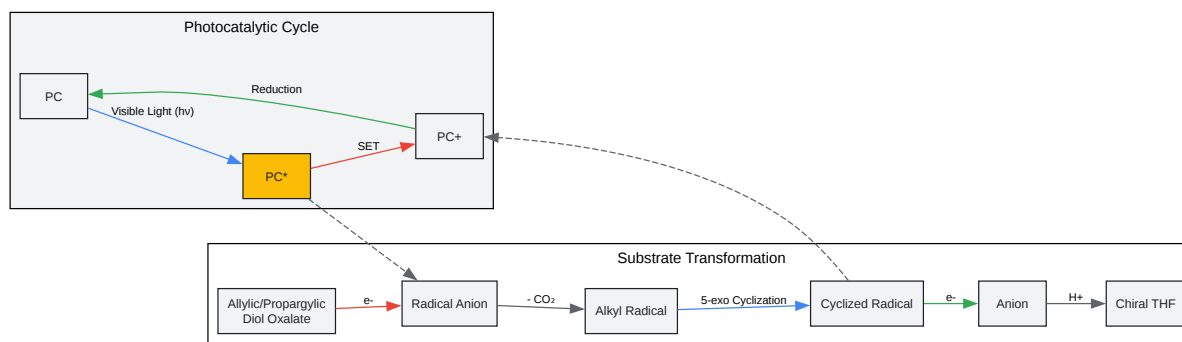 Photocatalytic Cycle
PC
Visible Light (hν)
Reduction
PC*
SET
PC+
Substrate Transformation
Allylic/Propargylic
Diol Oxalate
e-
Radical Anion
- CO₂
Alkyl Radical
5-exo Cyclization
Cyclized Radical
e-
Anion
H+
Chiral THF